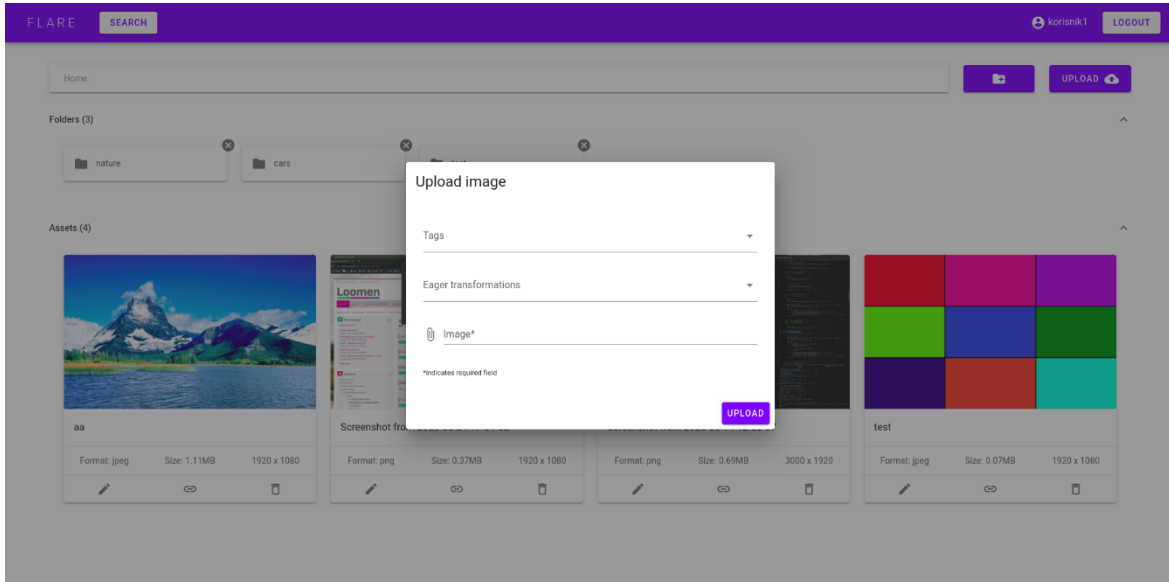 FLARE SEARCH korisnik1 LOGOUT
Home UPLOAD
Folders (3)
nature cars
Upload image
Tags
Assets (4)
Eager transformations
Loomen
Image*
*Indicates required field
UPLOAD
aa Screenshot from test
Format: jpeg Size: 1.11MB 1920 x 1080 Format: png Size: 0.37MB 1920 x 1080 Format: png Size: 0.69MB 3000 x 1920 Format: jpeg Size: 0.07MB 1920 x 1080